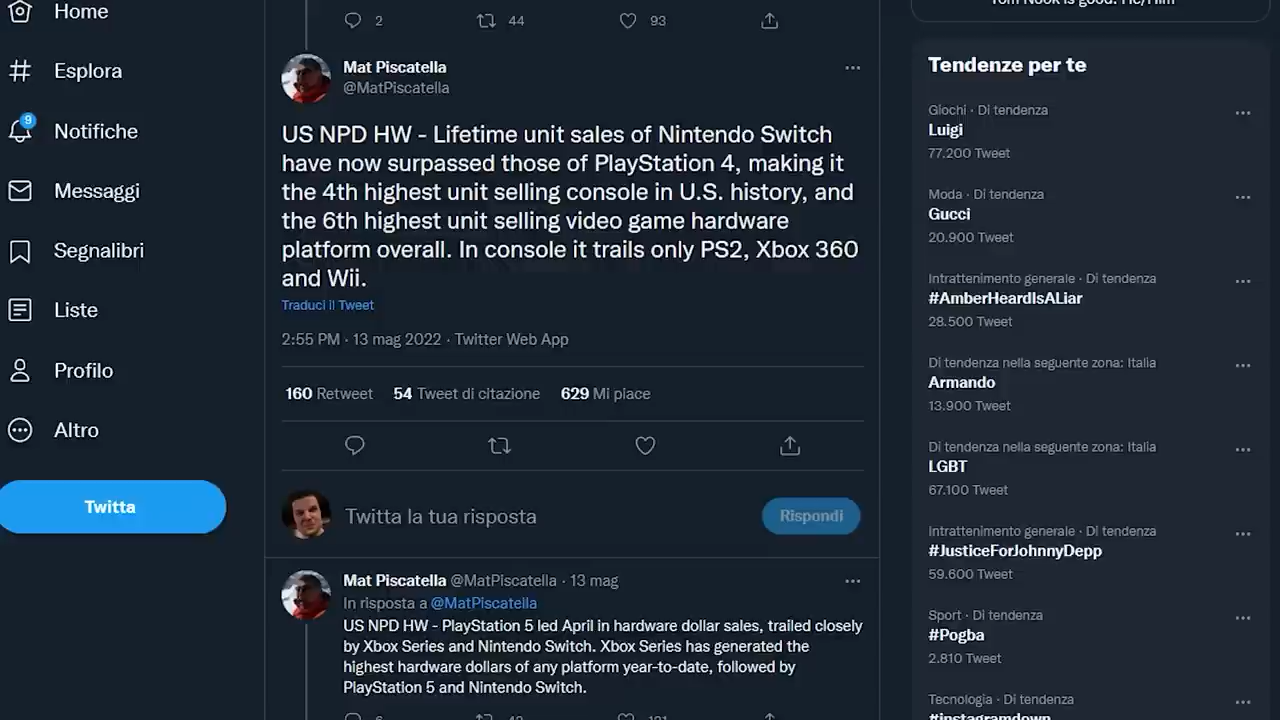 Home
Esplora
9
Notifiche
Messaggi
Segnalibri
Liste
Profilo
Altro
Twitta
2 44 93
Mat Piscatella
@MatPiscatella
US NPD HW - Lifetime unit sales of Nintendo Switch
have now surpassed those of PlayStation 4, making it
the 4th highest unit selling console in U.S. history, and
the 6th highest unit selling video game hardware
platform overall. In console it trails only PS2, Xbox 360
and Wii.
Traduci il Tweet
2:55 PM · 13 mag 2022 · Twitter Web App
160 Retweet 54 Tweet di citazione 629 Mi piace
Twitta la tua risposta
Rispondi
Mat Piscatella @MatPiscatella · 13 mag
In risposta a @MatPiscatella
US NPD HW - PlayStation 5 led April in hardware dollar sales, trailed closely
by Xbox Series and Nintendo Switch. Xbox Series has generated the
highest hardware dollars of any platform year-to-date, followed by
PlayStation 5 and Nintendo Switch.
Tom Nook is good. He/Him
Tendenze per te
Giochi · Di tendenza
Luigi
77.200 Tweet
Moda · Di tendenza
Gucci
20.900 Tweet
Intrattenimento generale · Di tendenza
#AmberHeardIsALiar
28.500 Tweet
Di tendenza nella seguente zona: Italia
Armando
13.900 Tweet
Di tendenza nella seguente zona: Italia
LGBT
67.100 Tweet
Intrattenimento generale · Di tendenza
#JusticeForJohnnyDepp
59.600 Tweet
Sport · Di tendenza
#Pogba
2.810 Tweet
Tecnologia · Di tendenza
#instagramdown